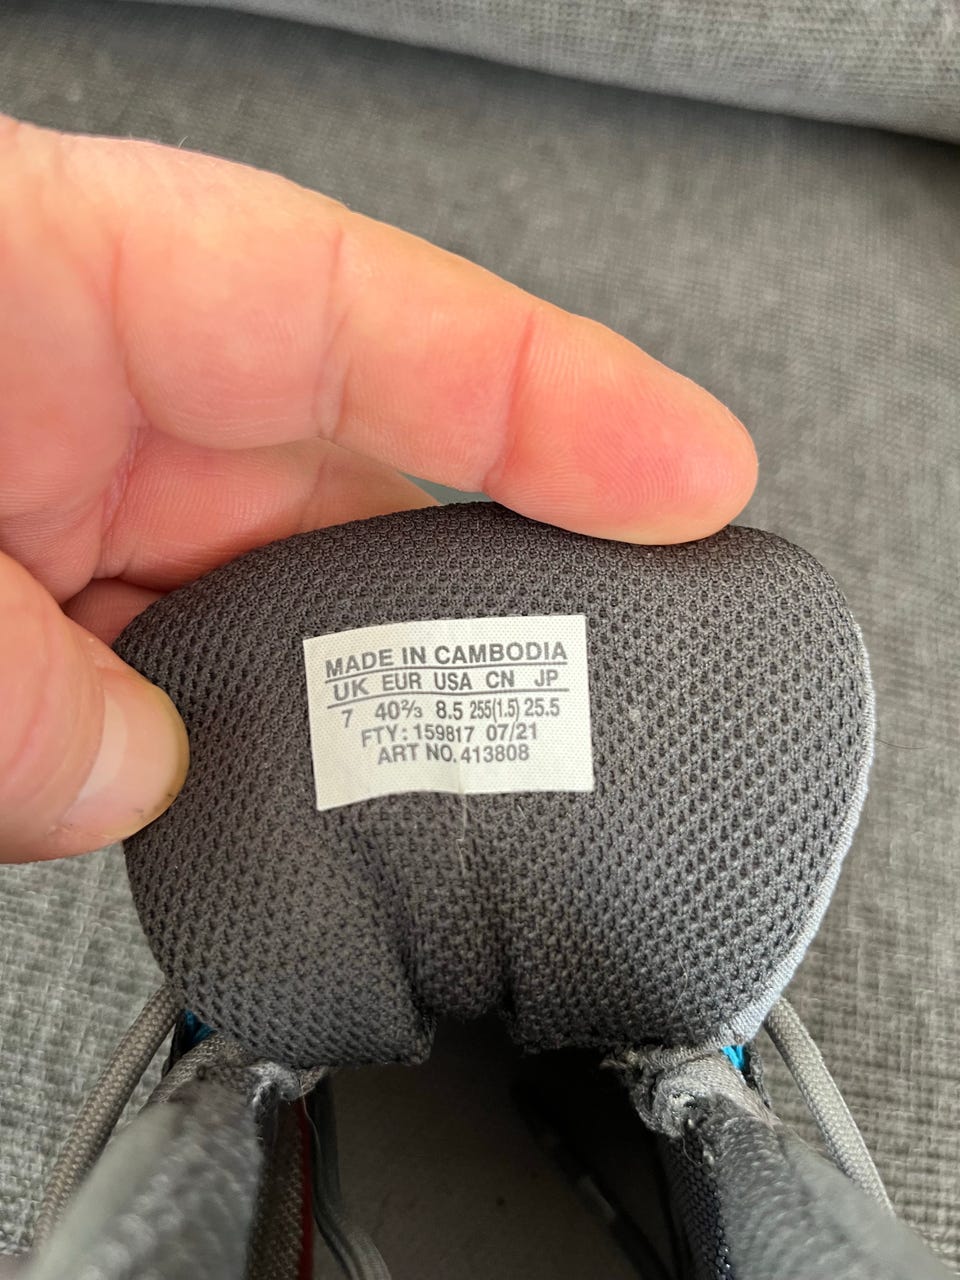 MADE IN CAMBODIA
UK EUR USA CN JP
7 40⅔ 8.5 255(1.5) 25.5
FTY: 159817 07/21
ART NO. 413808